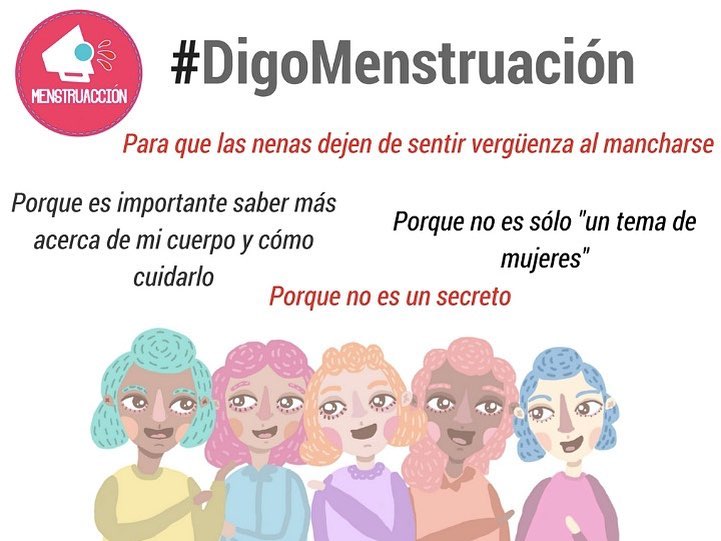 MENSTRUACCIÓN
#DigoMenstruación
Para que las nenas dejen de sentir vergüenza al mancharse
Porque es importante saber más
acerca de mi cuerpo y cómo
cuidarlo
Porque no es sólo "un tema de
mujeres"
Porque no es un secreto